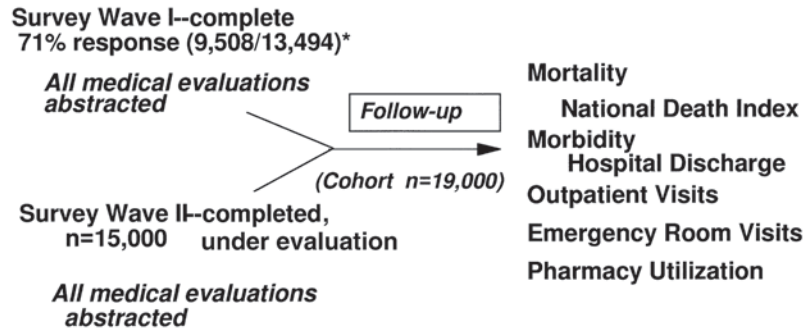 Survey Wave I--complete
71% response (9,508/13,494)*
All medical evaluations
abstracted
Survey Wave II--completed,
n=15,000 under evaluation
All medical evaluations
abstracted
Follow-up
(Cohort n=19,000)
Mortality
National Death Index
Morbidity
Hospital Discharge
Outpatient Visits
Emergency Room Visits
Pharmacy Utilization